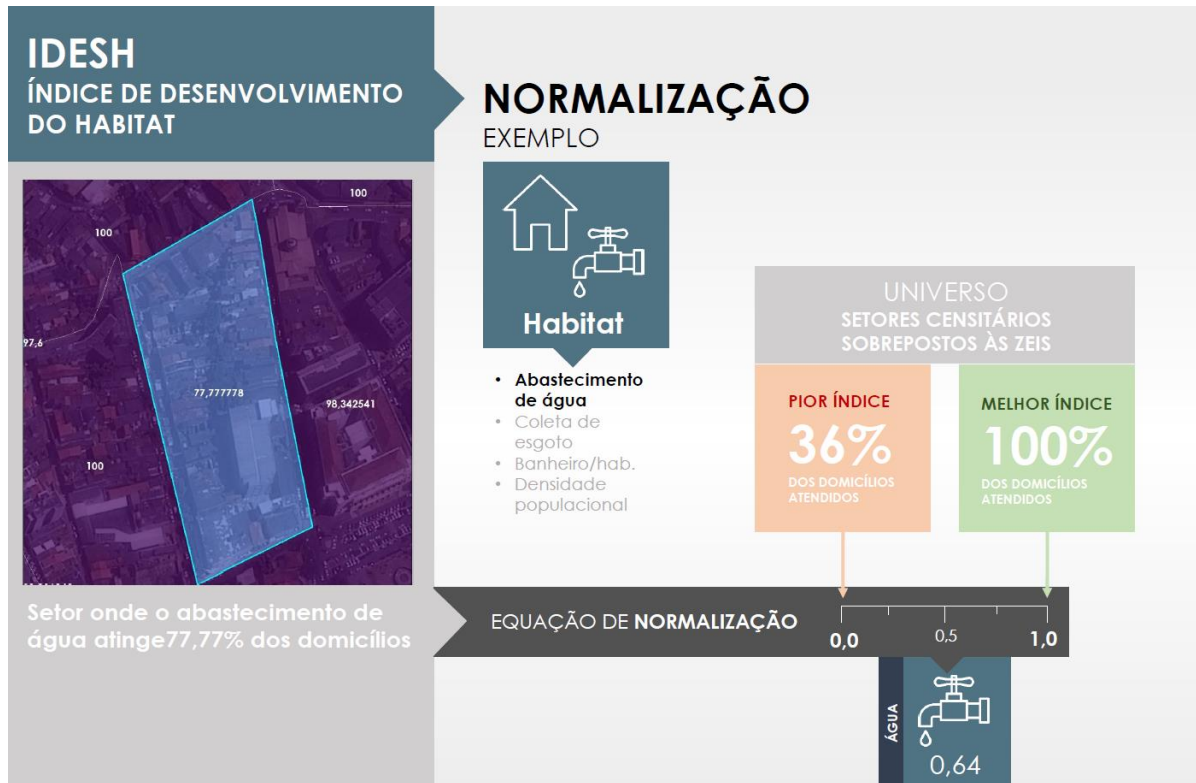 IDESH
ÍNDICE DE DESENVOLVIMENTO
DO HABITAT
NORMALIZAÇÃO
EXEMPLO
100
100
97,6
77,777778
98,342541
100
Habitat
• Abastecimento
de água
• Coleta de
esgoto
• Banheiro/hab.
• Densidade
populacional
UNIVERSO
SETORES CENSITÁRIOS
SOBREPOSTOS ÀS ZEIS
PIOR ÍNDICE
36%
DOS DOMICÍLIOS
ATENDIDOS
MELHOR ÍNDICE
100%
DOS DOMICÍLIOS
ATENDIDOS
Setor onde o abastecimento de
água atinge77,77% dos domicílios
EQUAÇÃO DE NORMALIZAÇÃO
0,0
0,5
1,0
ÁGUA
0,64